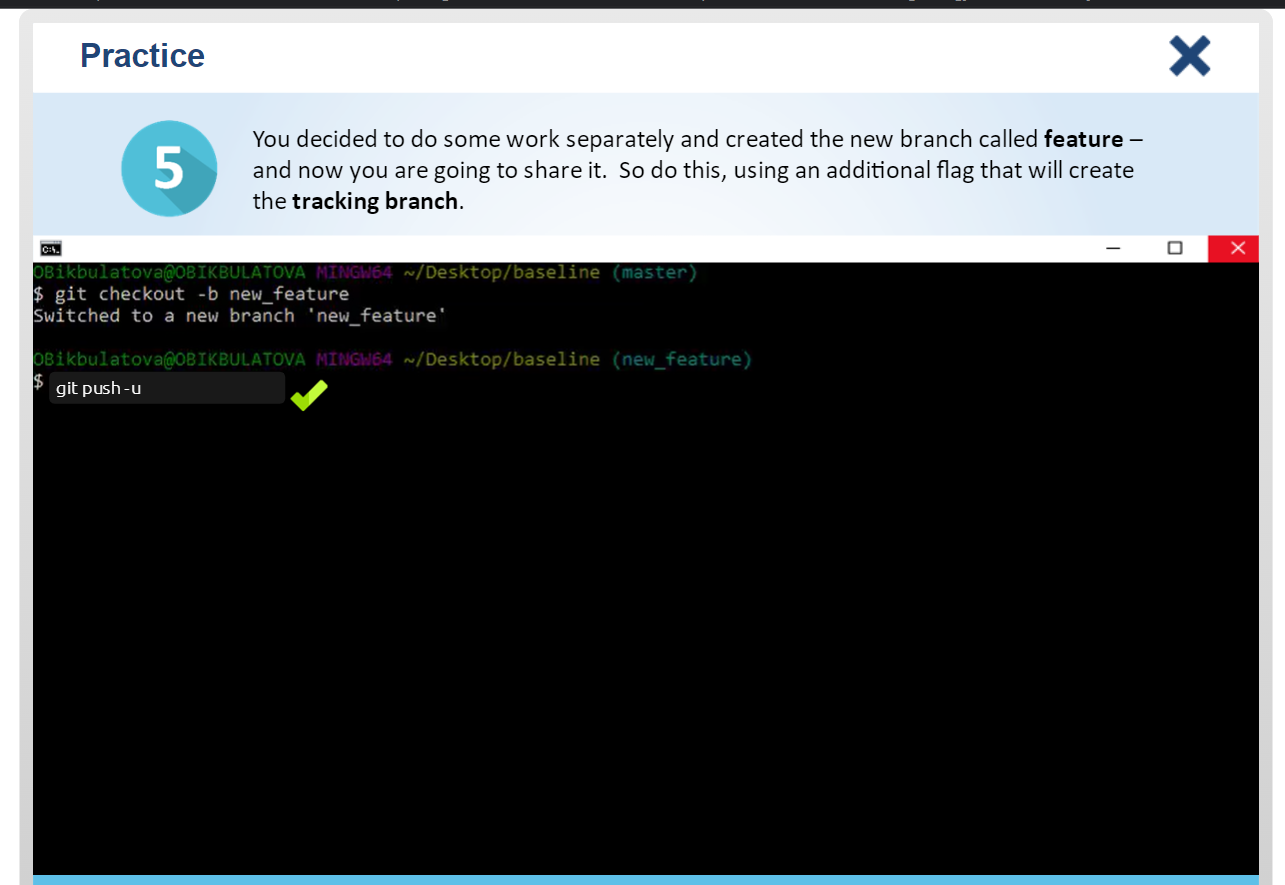 Practice
5
You decided to do some work separately and created the new branch called feature –
and now you are going to share it.  So do this, using an additional flag that will create
the tracking branch.
C:\.
OBikbulatova@OBIKBULATOVA MINGW64 ~/Desktop/baseline (master)
$ git checkout -b new_feature
Switched to a new branch 'new_feature'
OBikbulatova@OBIKBULATOVA MINGW64 ~/Desktop/baseline (new_feature)
$ git push -u